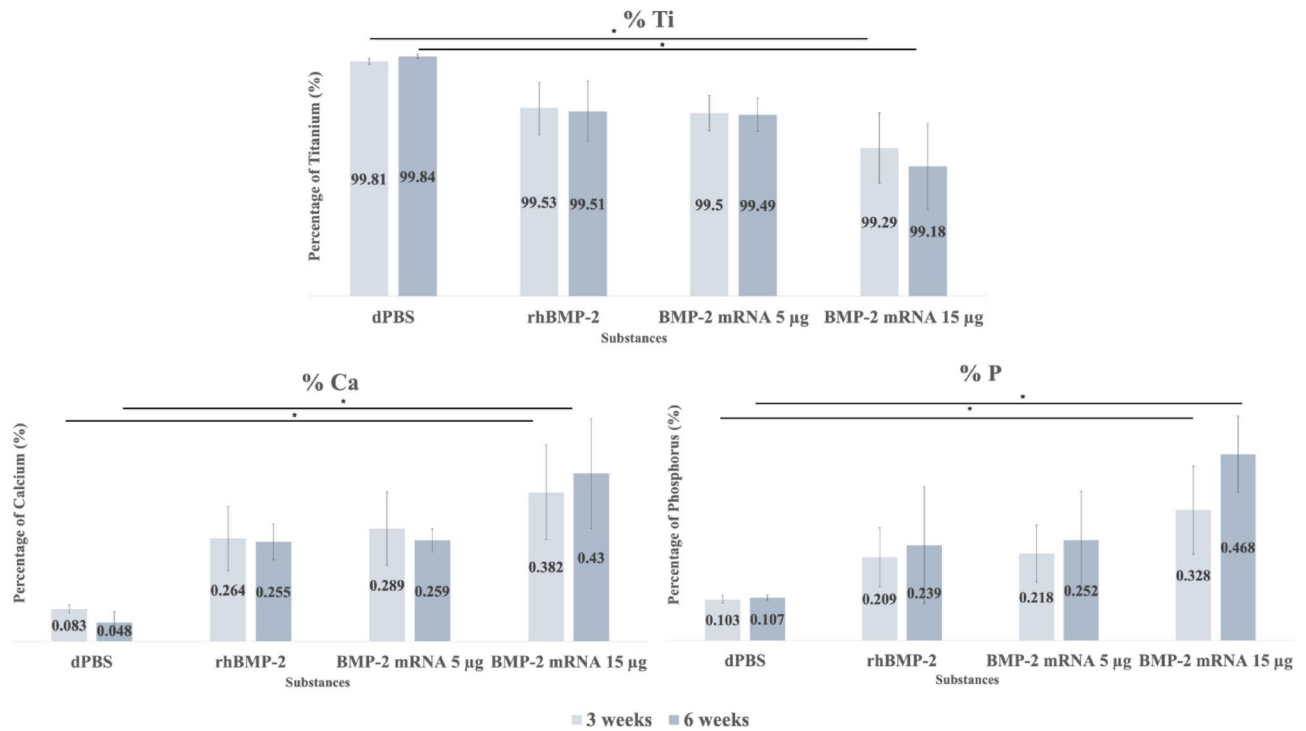 % Ti
*
*
Percentage of Titanium (%)
99.81
99.84
99.53
99.51
99.5
99.49
99.29
99.18
dPBS
rhBMP-2
BMP-2 mRNA 5 µg
BMP-2 mRNA 15 µg
Substances
% Ca
*
*
Percentage of Calcium (%)
0.083
0.048
0.264
0.255
0.289
0.259
0.382
0.43
dPBS
rhBMP-2
BMP-2 mRNA 5 µg
BMP-2 mRNA 15 µg
Substances
% P
*
*
Percentage of Phosphorus (%)
0.103
0.107
0.209
0.239
0.218
0.252
0.328
0.468
dPBS
rhBMP-2
BMP-2 mRNA 5 µg
BMP-2 mRNA 15 µg
Substances
3 weeks
6 weeks